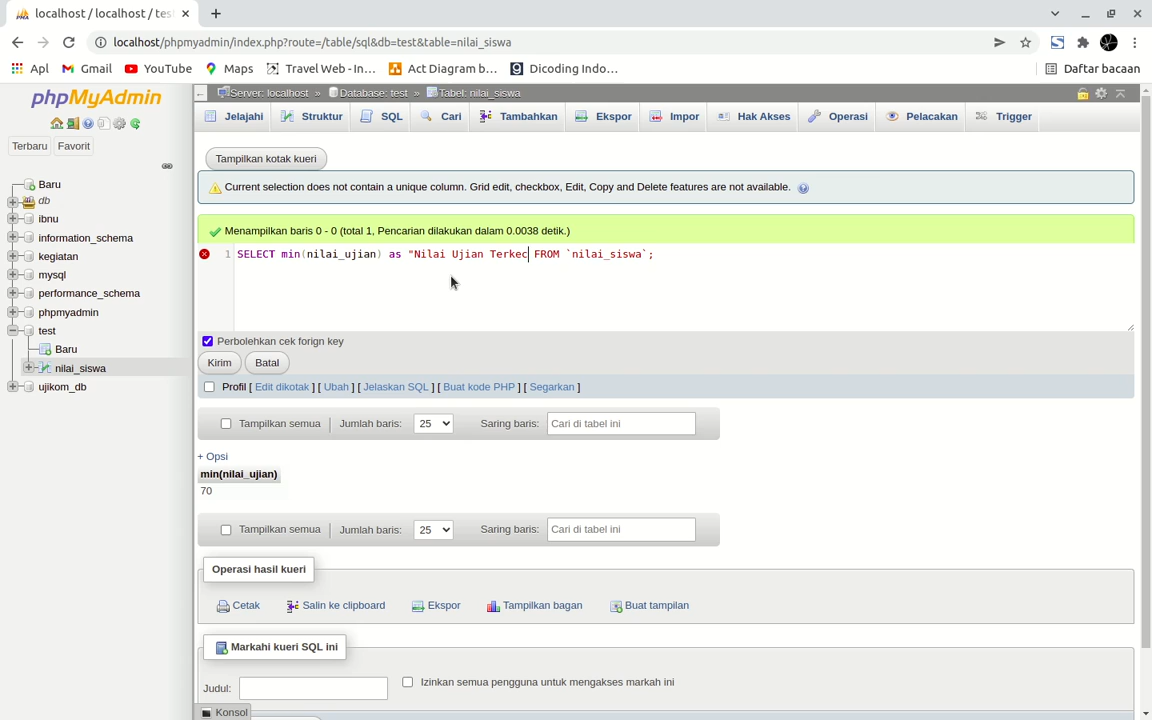 localhost / localhost / tes
localhost/phpmyadmin/index.php?route=/table/sql&db=test&table=nilai_siswa
Apl
Gmail
YouTube
Maps
Travel Web - In...
Act Diagram b...
Dicoding Indo...
Daftar bacaan
phpMyAdmin
Terbaru
Favorit
Baru
db
ibnu
information_schema
kegiatan
mysql
performance_schema
phpmyadmin
test
Baru
nilai_siswa
ujikom_db
Server: localhost » Database: test » Tabel: nilai_siswa
Jelajahi
Struktur
SQL
Cari
Tambahkan
Ekspor
Impor
Hak Akses
Operasi
Pelacakan
Trigger
Tampilkan kotak kueri
Current selection does not contain a unique column. Grid edit, checkbox, Edit, Copy and Delete features are not available.
Menampilkan baris 0 - 0 (total 1, Pencarian dilakukan dalam 0.0038 detik.)
1 SELECT min(nilai_ujian) as "Nilai Ujian Terkec FROM `nilai_siswa`;
Perbolehkan cek forign key
Kirim
Batal
Profil [ Edit dikotak ] [ Ubah ] [ Jelaskan SQL ] [ Buat kode PHP ] [ Segarkan ]
Tampilkan semua
Jumlah baris:
25
Saring baris:
Cari di tabel ini
+ Opsi
min(nilai_ujian)
70
Tampilkan semua
Jumlah baris:
25
Saring baris:
Cari di tabel ini
Operasi hasil kueri
Cetak
Salin ke clipboard
Ekspor
Tampilkan bagan
Buat tampilan
Markahi kueri SQL ini
Judul:
Izinkan semua pengguna untuk mengakses markah ini
Konsol